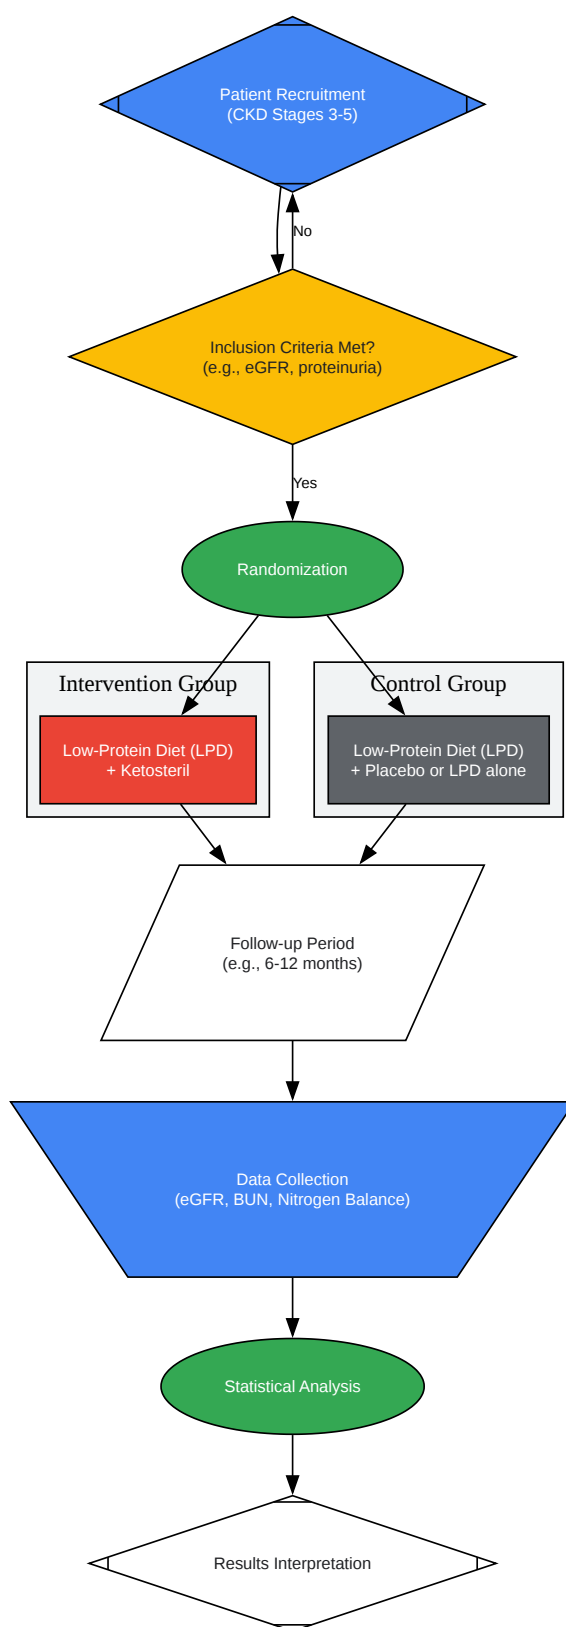 Patient Recruitment
(CKD Stages 3-5)
No
Inclusion Criteria Met?
(e.g., eGFR, proteinuria)
Yes
Randomization
Intervention Group
Low-Protein Diet (LPD)
+ Ketosteril
Control Group
Low-Protein Diet (LPD)
+ Placebo or LPD alone
Follow-up Period
(e.g., 6-12 months)
Data Collection
(eGFR, BUN, Nitrogen Balance)
Statistical Analysis
Results Interpretation